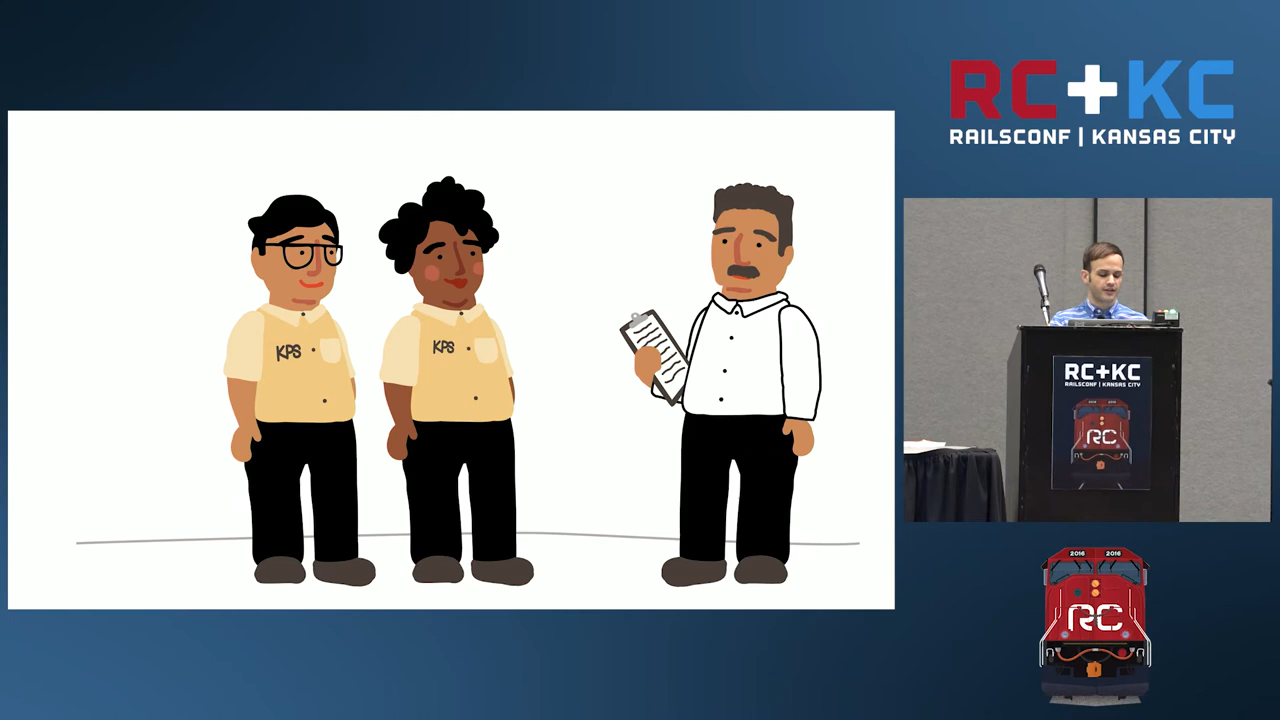 RC+KC
RAILSCONF | KANSAS CITY
KPS
KPS
RC+KC
RAILSCONF | KANSAS CITY
RC
2016 2016
RC